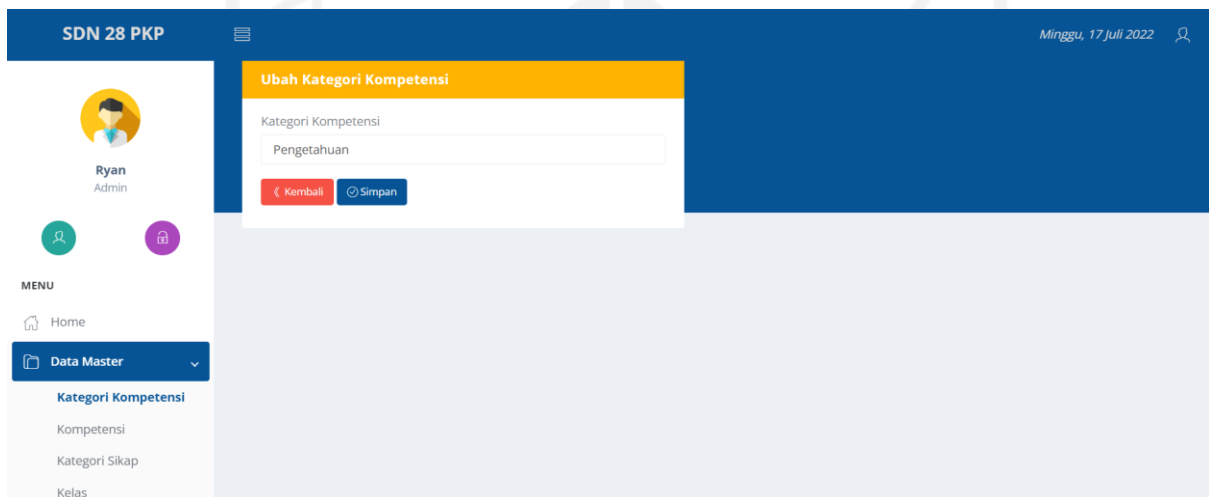 SDN 28 PKP
Minggu, 17 Juli 2022
Ryan
Admin
MENU
Home
Data Master
Kategori Kompetensi
Kompetensi
Kategori Sikap
Kelas
Ubah Kategori Kompetensi
Kategori Kompetensi
Pengetahuan
Kembali
Simpan